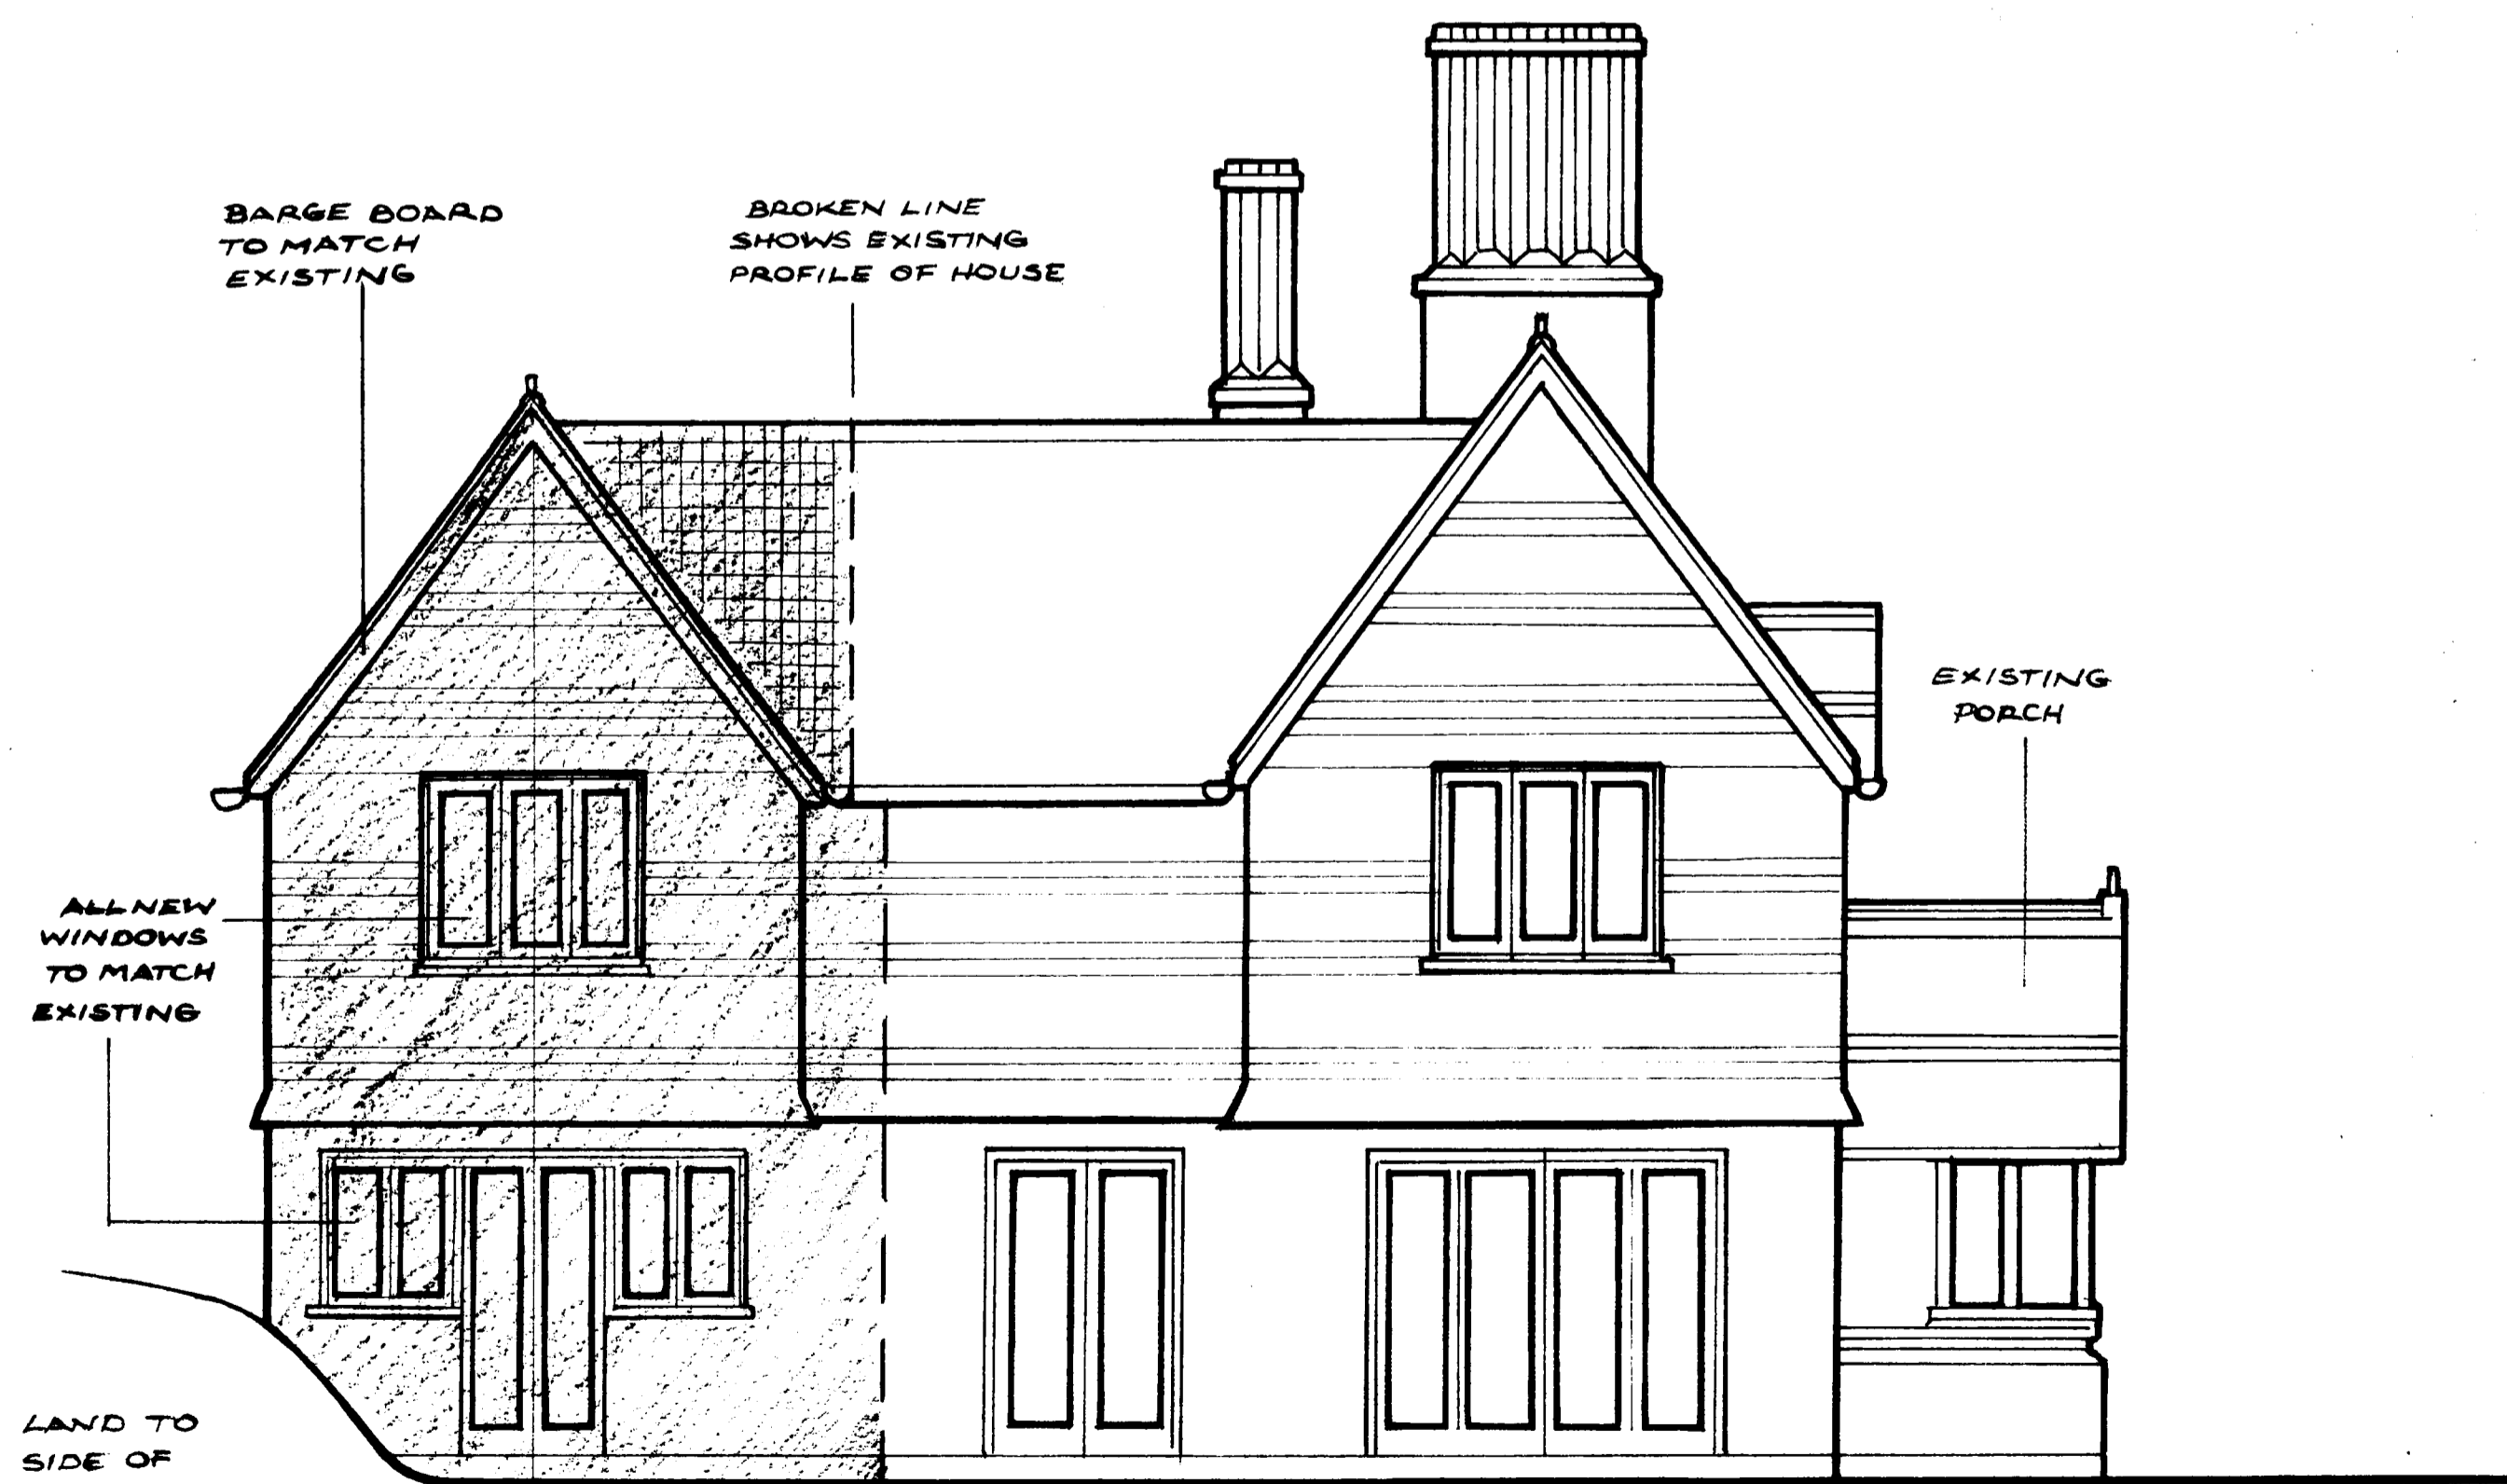 BARGE BOARD
TO MATCH
EXISTING
BROKEN LINE
SHOWS EXISTING
PROFILE OF HOUSE
EXISTING
PORCH
ALL NEW
WINDOWS
TO MATCH
EXISTING
LAND TO
SIDE OF